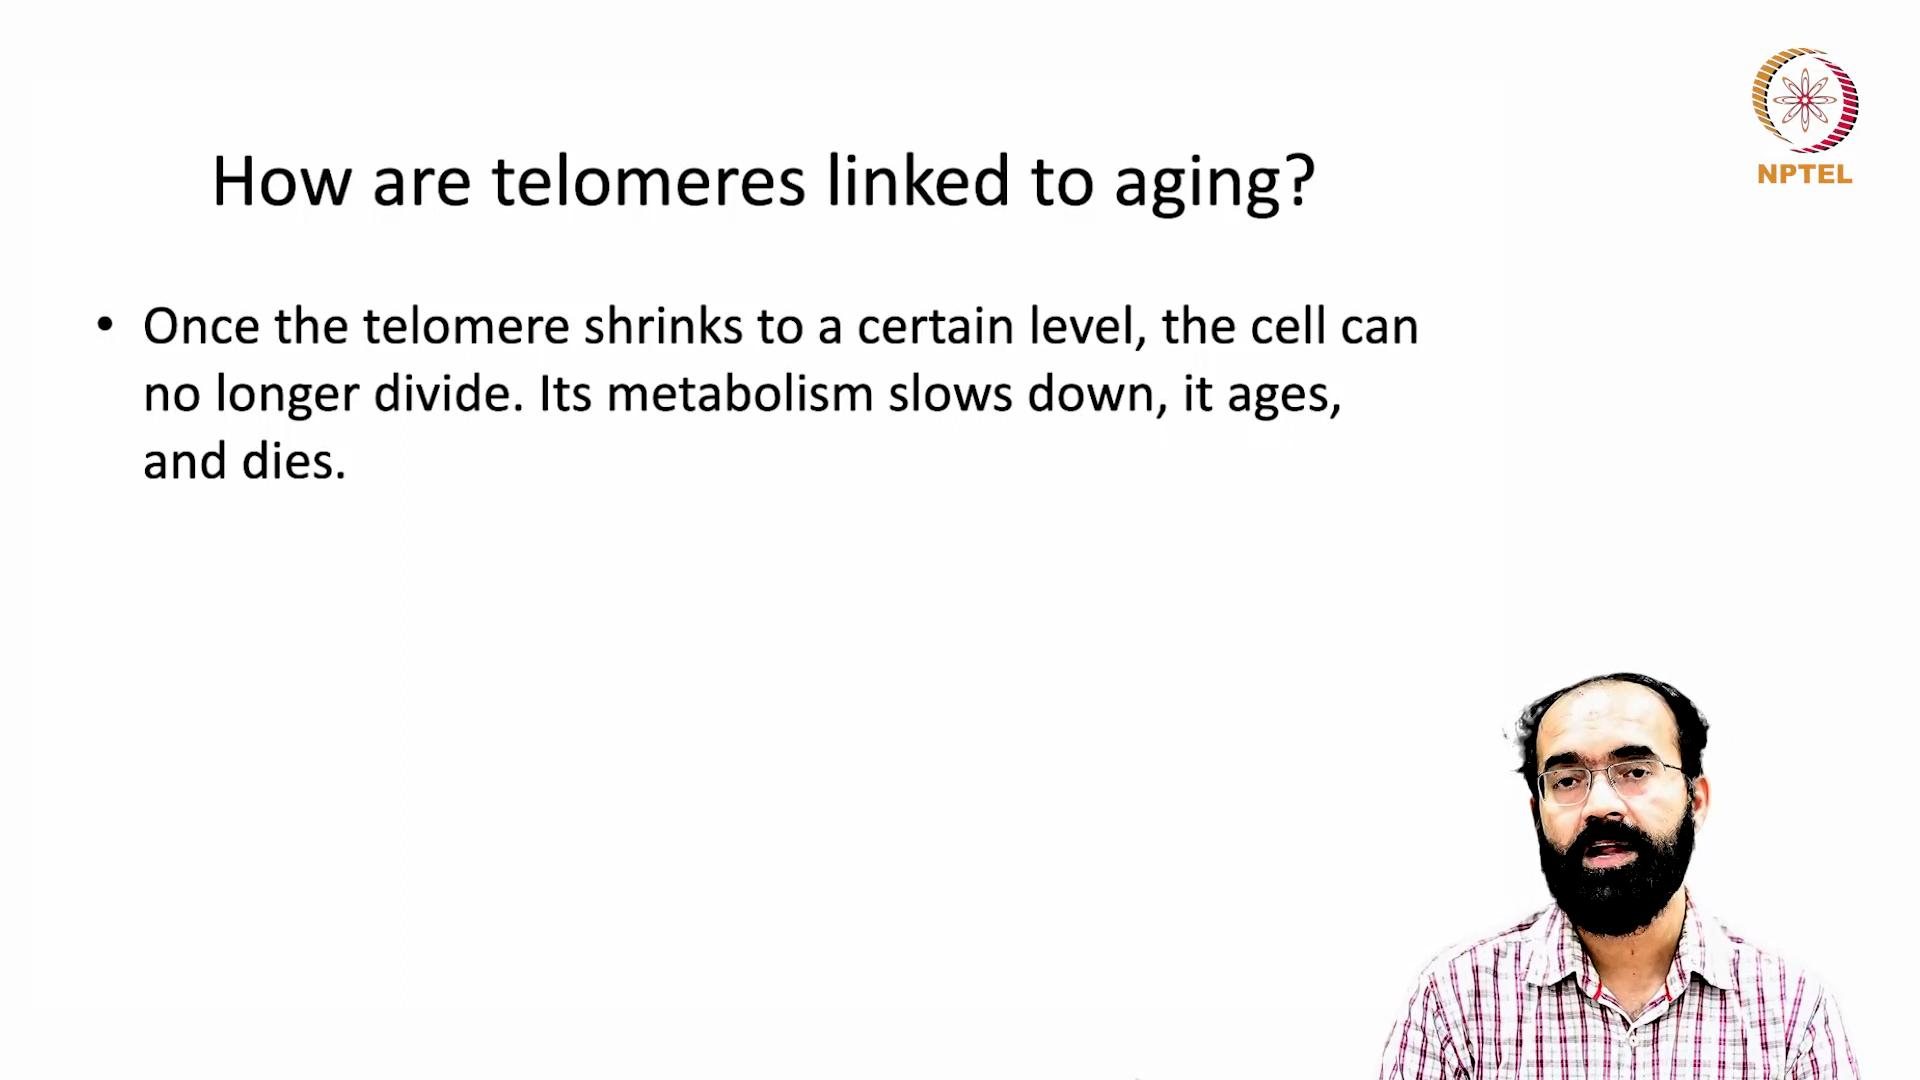 NPTEL
How are telomeres linked to aging?
• Once the telomere shrinks to a certain level, the cell can
no longer divide. Its metabolism slows down, it ages,
and dies.